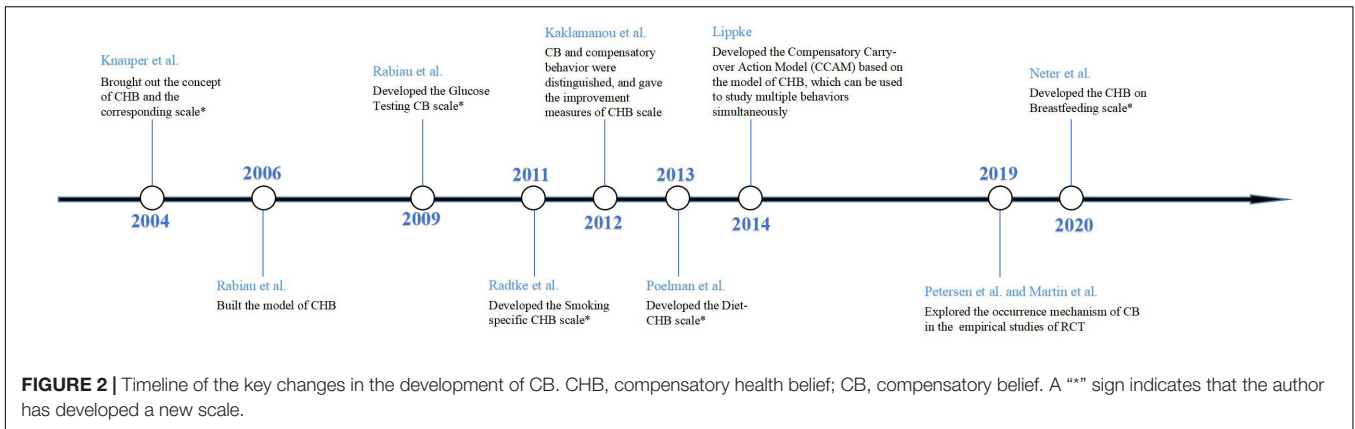 Knauper et al.
Brought out the concept
of CHB and the
corresponding scale*
2004
2006
Rabiau et al.
Built the model of CHB
Rabiau et al.
Developed the Glucose
Testing CB scale*
2009
2011
Radtke et al.
Developed the Smoking
specific CHB scale*
Kaklamanou et al.
CB and compensatory
behavior were
distinguished, and gave
the improvement
measures of CHB scale
2012
2013
Poelman et al.
Developed the Diet-
CHB scale*
Lippke
Developed the Compensatory Carry-
over Action Model (CCAM) based on
the model of CHB, which can be used
to study multiple behaviors
simultaneously
2014
2019
Petersen et al. and Martin et al.
Explored the occurrence mechanism of CB
in the empirical studies of RCT
Neter et al.
Developed the CHB on
Breastfeeding scale*
2020
FIGURE 2 | Timeline of the key changes in the development of CB. CHB, compensatory health belief; CB, compensatory belief. A “*” sign indicates that the author
has developed a new scale.